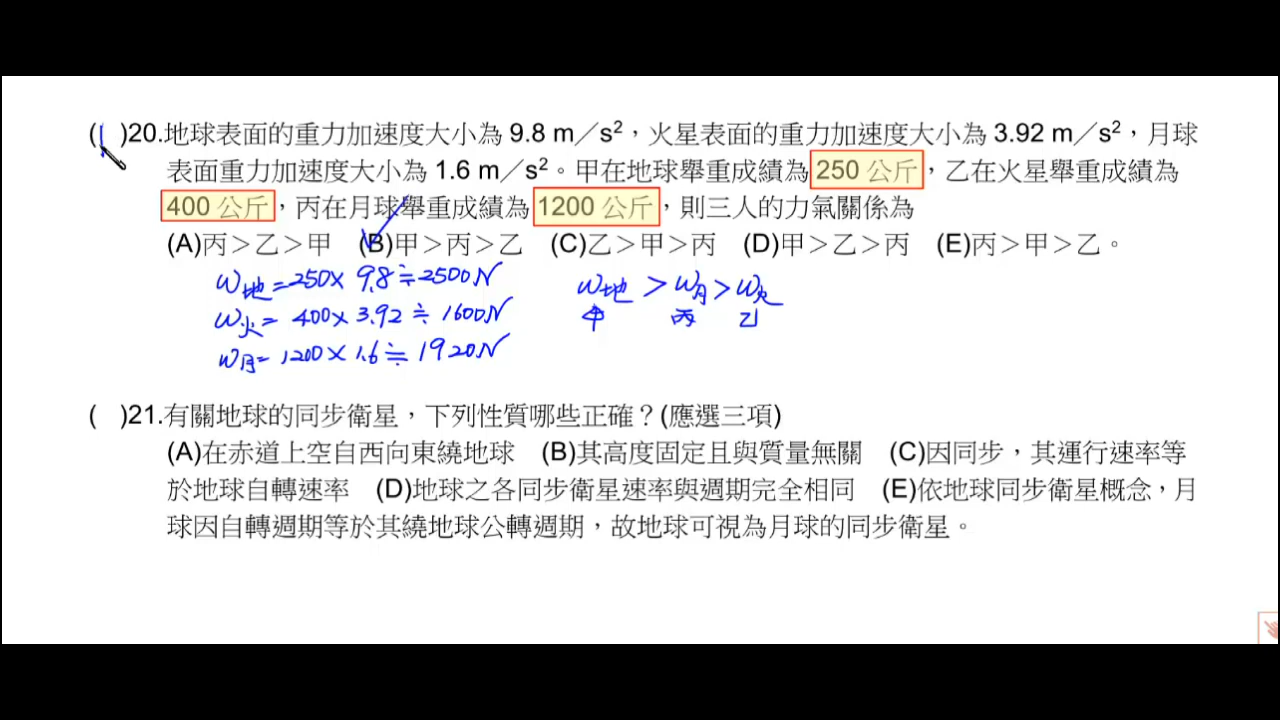 ( )20.地球表面的重力加速度大小為 9.8 m／s²，火星表面的重力加速度大小為 3.92 m／s²，月球
表面重力加速度大小為 1.6 m／s²。甲在地球舉重成績為 250 公斤，乙在火星舉重成績為
400 公斤，丙在月球舉重成績為 1200 公斤，則三人的力氣關係為
(A)丙＞乙＞甲 (B)甲＞丙＞乙 (C)乙＞甲＞丙 (D)甲＞乙＞丙 (E)丙＞甲＞乙。
W地=250×9.8≒2500N
W地>W月>W火
W火=400×3.92≒1600N
甲 丙 乙
W月=1200×1.6≒1920N
( )21.有關地球的同步衛星，下列性質哪些正確？(應選三項)
(A)在赤道上空自西向東繞地球 (B)其高度固定且與質量無關 (C)因同步，其運行速率等
於地球自轉速率 (D)地球之各同步衛星速率與週期完全相同 (E)依地球同步衛星概念，月
球因自轉週期等於其繞地球公轉週期，故地球可視為月球的同步衛星。